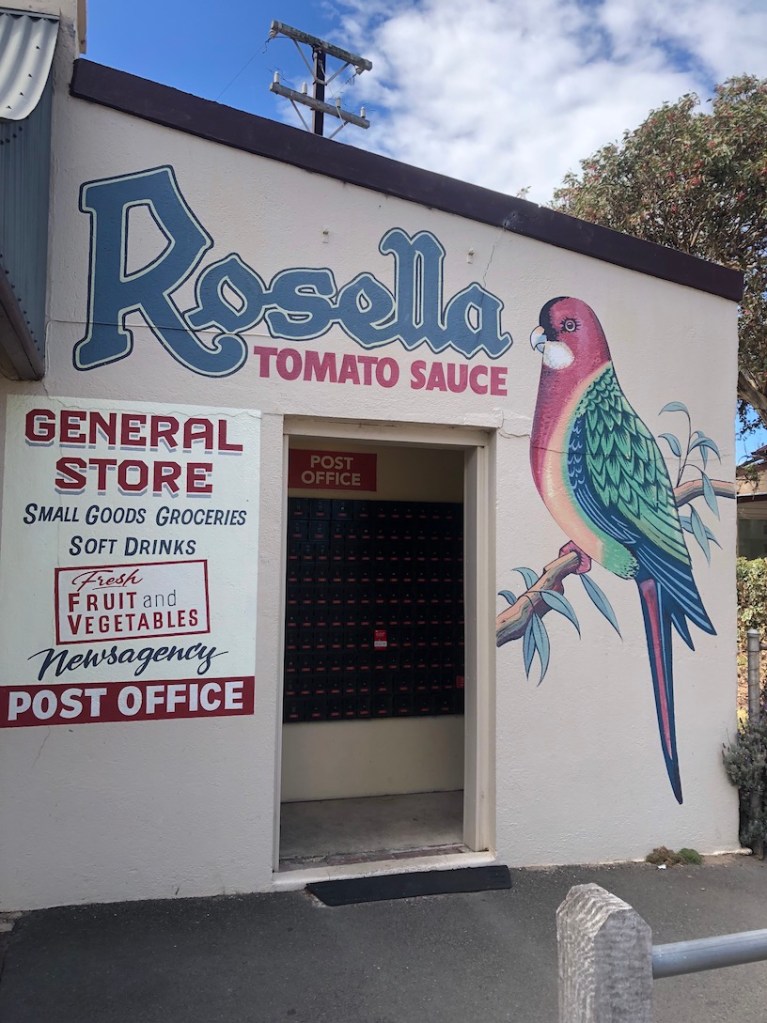 Rosella
TOMATO SAUCE
GENERAL
STORE
SMALL GOODS GROCERIES
SOFT DRINKS
Fresh
FRUIT and
VEGETABLES
Newsagency
POST OFFICE
POST
OFFICE